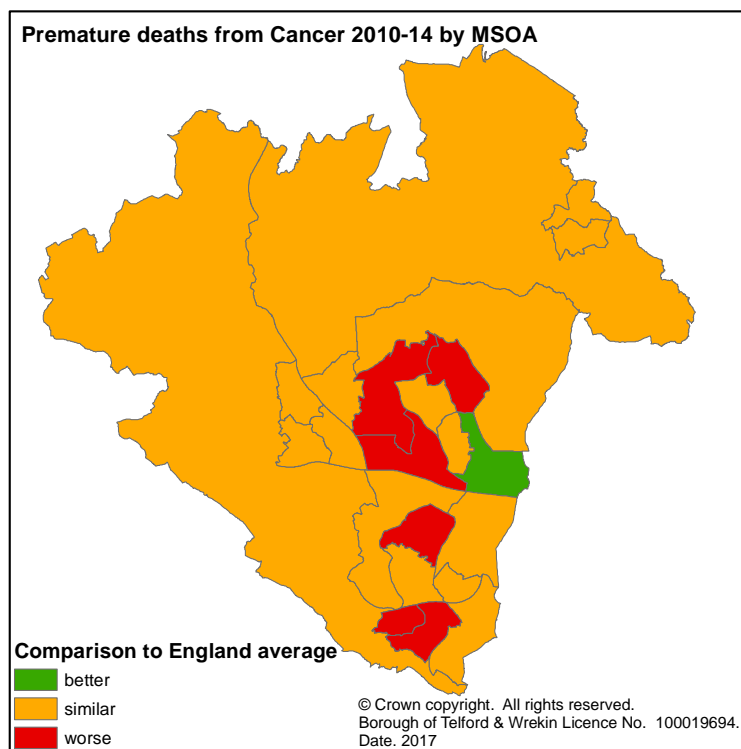 Premature deaths from Cancer 2010-14 by MSOA
Comparison to England average
better
similar
worse
© Crown copyright. All rights reserved.
Borough of Telford & Wrekin Licence No. 100019694.
Date. 2017